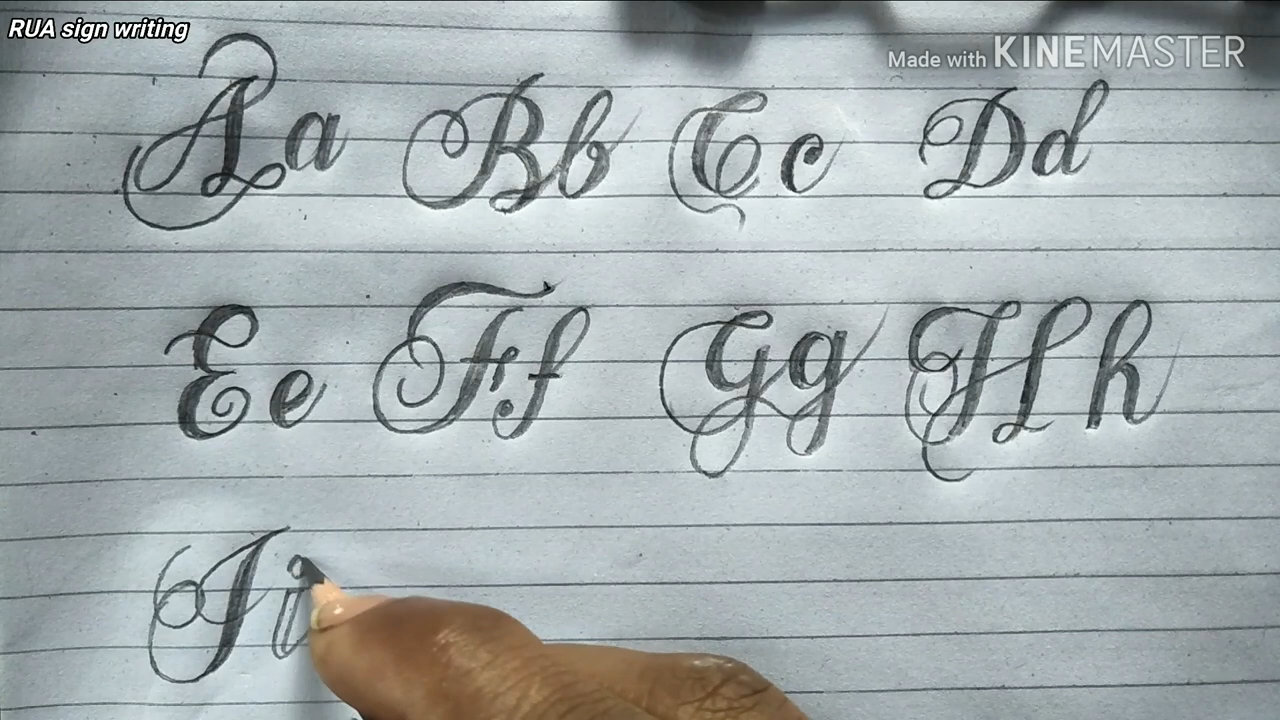 RUA sign writing
Made with KINEMASTER
Aa Bb Cc Dd
Ee Ff Gg Hh
Ii